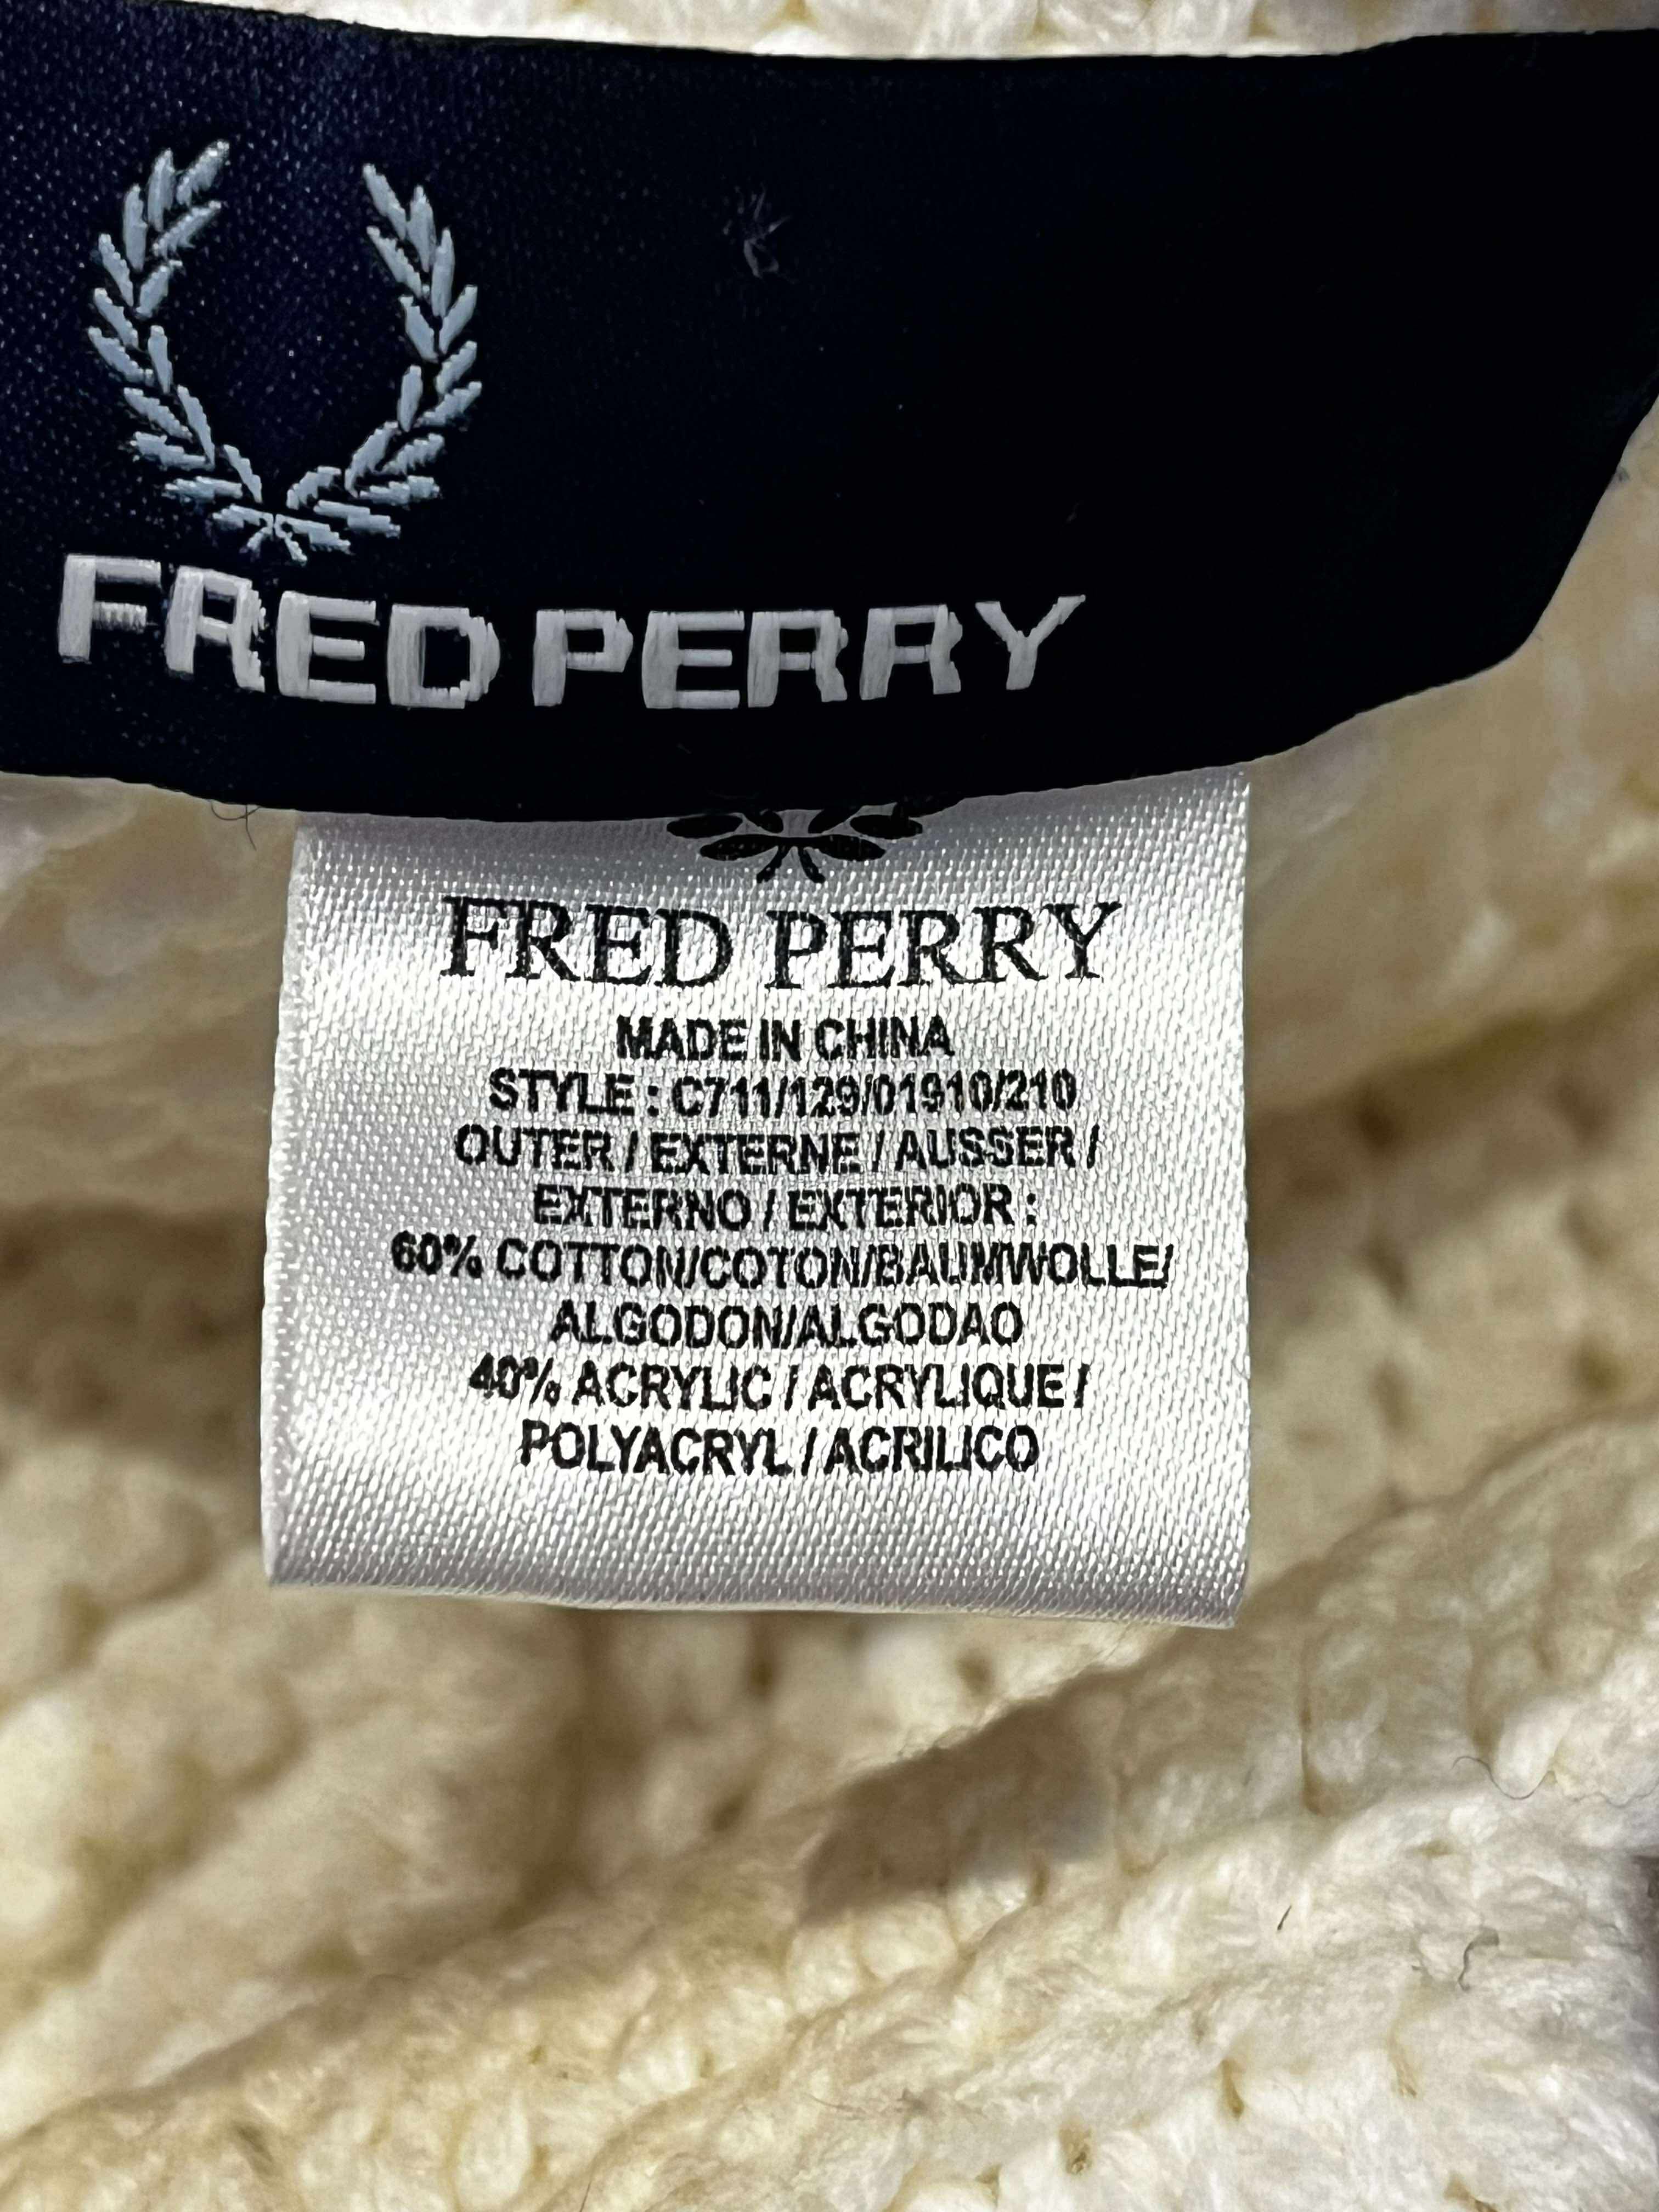 FRED PERRY
FRED PERRY
MADE IN CHINA
STYLE : C711/129/01910/210
OUTER / EXTERNE / AUSSER /
EXTERNO / EXTERIOR :
60% COTTON/COTON/BAUMWOLLE/
ALGODON/ALGODAO
40% ACRYLIC / ACRYLIQUE /
POLYACRYL / ACRILICO